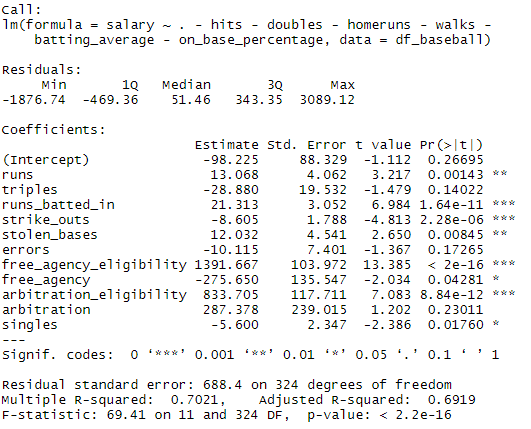 Call:
lm(formula = salary ~ . - hits - doubles - homeruns - walks -
    batting_average - on_base_percentage, data = df_baseball)

Residuals:
     Min       1Q   Median       3Q      Max
-1876.74  -469.36    51.46   343.35  3089.12

Coefficients:
                        Estimate Std. Error t value Pr(>|t|)
(Intercept)              -98.225     88.329  -1.112  0.26695
runs                      13.068      4.062   3.217  0.00143 **
triples                  -28.880     19.532  -1.479  0.14022
runs_batted_in            21.313      3.052   6.984 1.64e-11 ***
strike_outs               -8.605      1.788  -4.813 2.28e-06 ***
stolen_bases              12.032      4.541   2.650  0.00845 **
errors                   -10.115      7.401  -1.367  0.17265
free_agency_eligibility 1391.667    103.972  13.385  < 2e-16 ***
free_agency             -275.650    135.547  -2.034  0.04281 *
arbitration_eligibility  833.705    117.711   7.083 8.84e-12 ***
arbitration              287.378    239.015   1.202  0.23011
singles                   -5.600      2.347  -2.386  0.01760 *
---
Signif. codes:  0 ‘***’ 0.001 ‘**’ 0.01 ‘*’ 0.05 ‘.’ 0.1 ‘ ’ 1

Residual standard error: 688.4 on 324 degrees of freedom
Multiple R-squared:  0.7021,    Adjusted R-squared:  0.6919
F-statistic: 69.41 on 11 and 324 DF,  p-value: < 2.2e-16